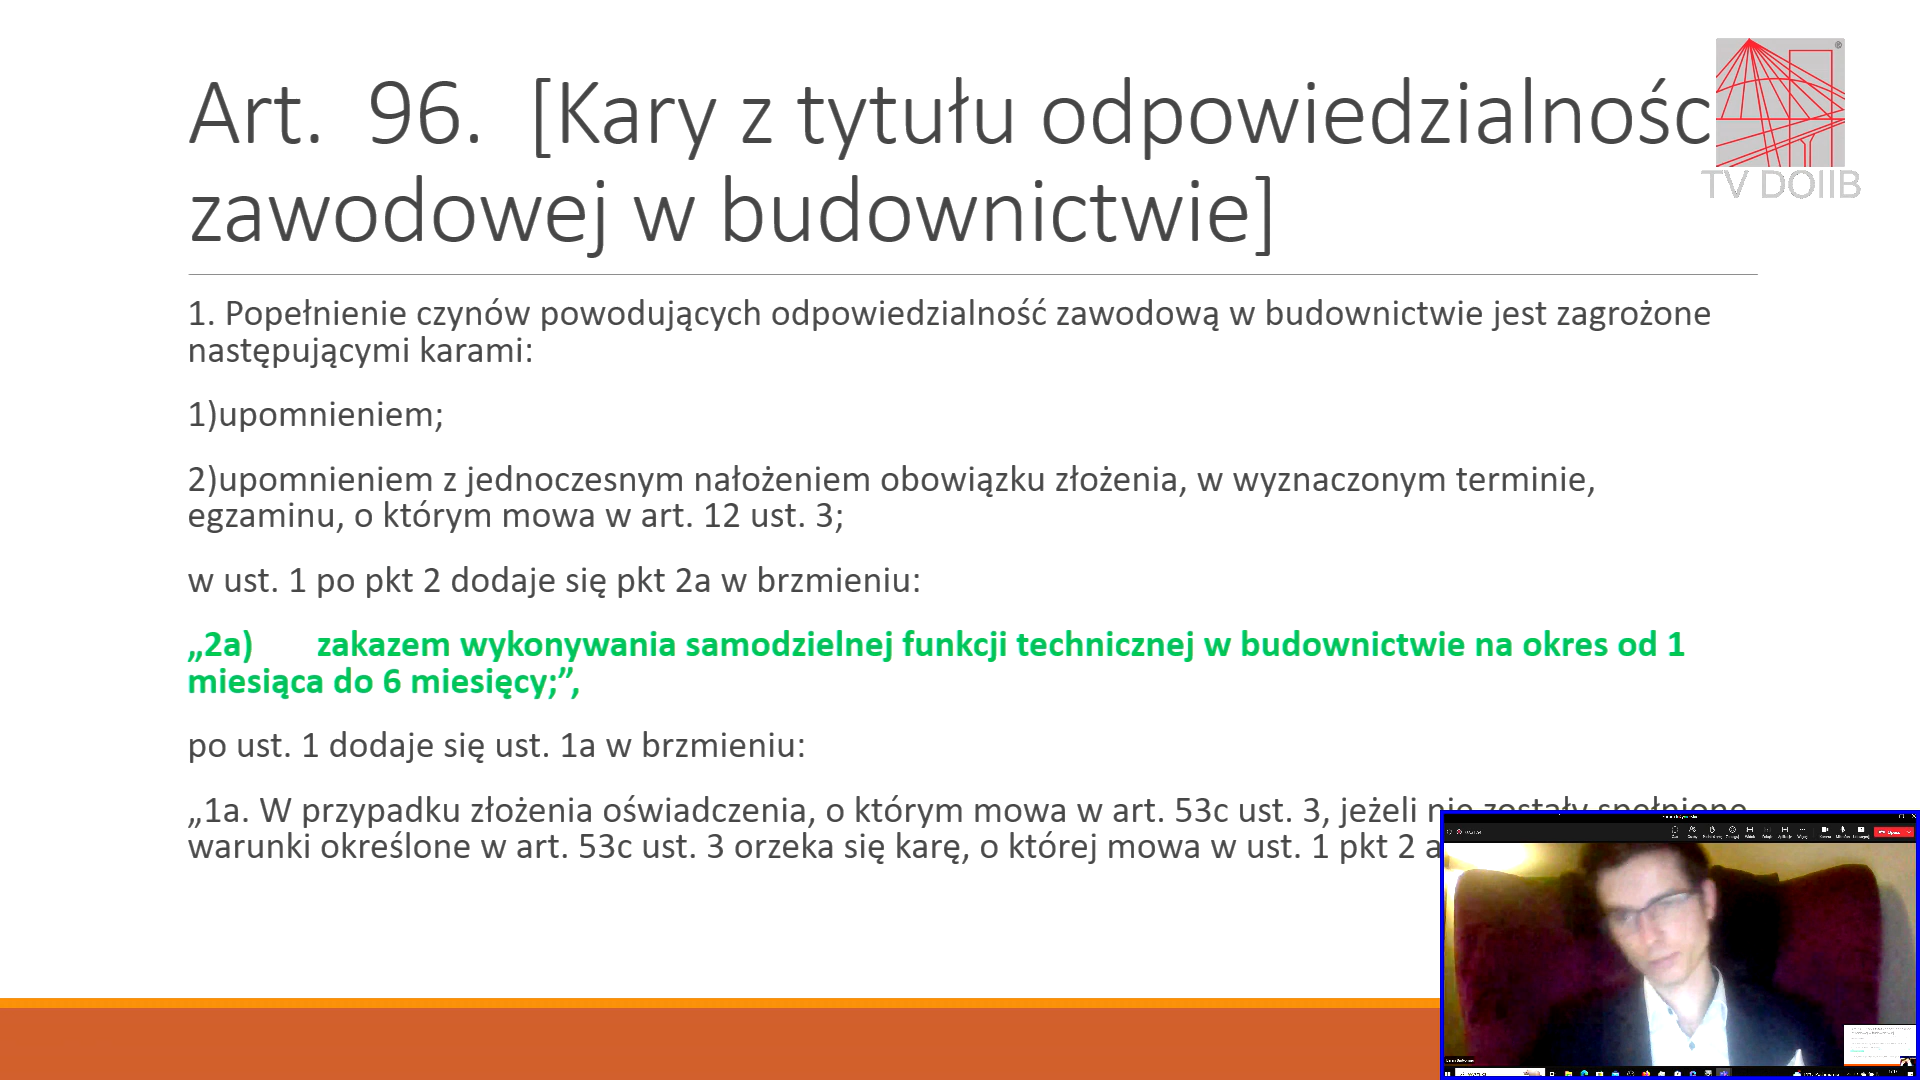 Art. 96. [Kary z tytułu odpowiedzialnośc
zawodowej w budownictwie]
®
TV DOIIB
1. Popełnienie czynów powodujących odpowiedzialność zawodową w budownictwie jest zagrożone
następującymi karami:
1)upomnieniem;
2)upomnieniem z jednoczesnym nałożeniem obowiązku złożenia, w wyznaczonym terminie,
egzaminu, o którym mowa w art. 12 ust. 3;
w ust. 1 po pkt 2 dodaje się pkt 2a w brzmieniu:
„2a) zakazem wykonywania samodzielnej funkcji technicznej w budownictwie na okres od 1
miesiąca do 6 miesięcy;”,
po ust. 1 dodaje się ust. 1a w brzmieniu:
„1a. W przypadku złożenia oświadczenia, o którym mowa w art. 53c ust. 3, jeżeli nie zostały spełnione
warunki określone w art. 53c ust. 3 orzeka się karę, o której mowa w ust. 1 pkt 2 a